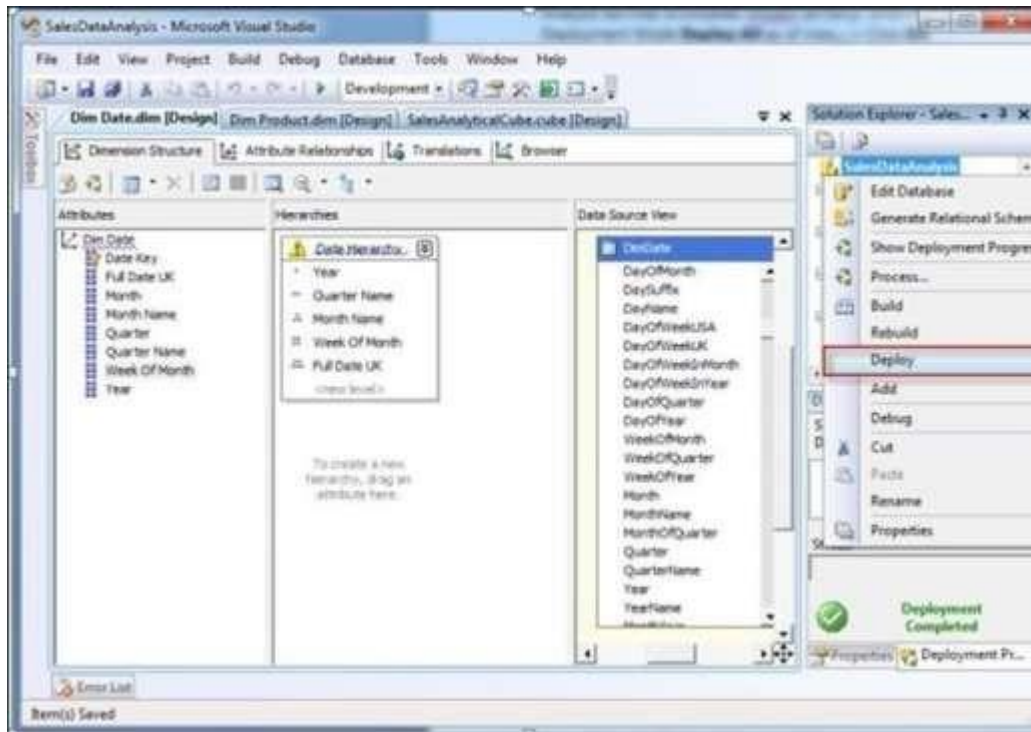 SalesDataAnalysis - Microsoft Visual Studio
File Edit View Project Build Debug Database Tools Window Help
Development
Dim Date.dim [Design] Dim Product.dim [Design] SalesAnalyticalCube.cube [Design]
Solution Explorer - Sales...
Toolbox
Dimension Structure Attribute Relationships Translations Browser
SalesDataAnalysis
Attributes
Dim Date
Date Key
Full Date UK
Month
Month Name
Quarter
Quarter Name
Week Of Month
Year
Hierarchies
Date Hierarchy..
Year
Quarter Name
Month Name
Week Of Month
Full Date UK
<new level>
To create a new
hierarchy, drag an
attribute here.
Data Source View
DimDate
DayOfMonth
DaySuffix
DayName
DayOfWeekUSA
DayOfWeekUK
DayOfWeekInMonth
DayOfWeekInYear
DayOfQuarter
DayOfYear
WeekOfMonth
WeekOfQuarter
WeekOfYear
Month
MonthName
MonthOfQuarter
Quarter
QuarterName
Year
YearName
Edit Database
Generate Relational Schem
Show Deployment Progre
Process...
Build
Rebuild
Deploy
Add
Debug
Cut
Paste
Rename
Properties
Deployment
Completed
Properties Deployment Pr...
Error List
Item(s) Saved